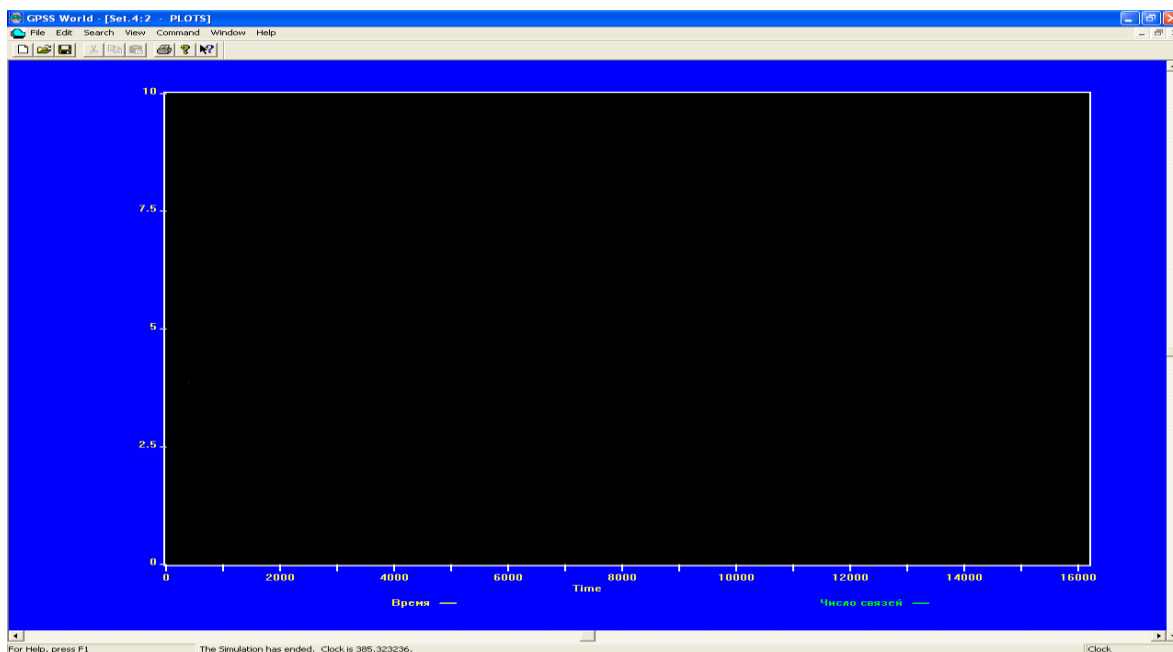 GPSS World - [Set.4:2 - PLOTS]
File Edit Search View Command Window Help
10
7.5
5
2.5
0
0 2000 4000 6000 8000 10000 12000 14000 16000
Time
Время Число связей
For Help, press F1 The Simulation has ended. Clock is 385.323236. Clock